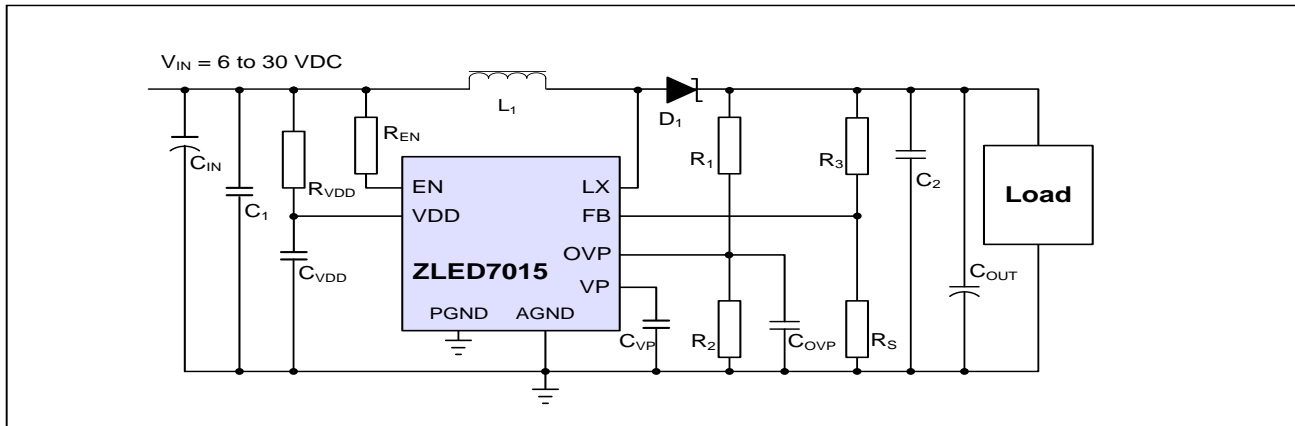 V_IN = 6 to 30 VDC
L₁
D₁
R_EN
C_IN
R₁
R₃
R_VDD
EN
LX
C₂
C₁
VDD
FB
Load
OVP
C_VDD
ZLED7015
C_OUT
VP
PGND
AGND
C_VP
R₂
C_OVP
R_S